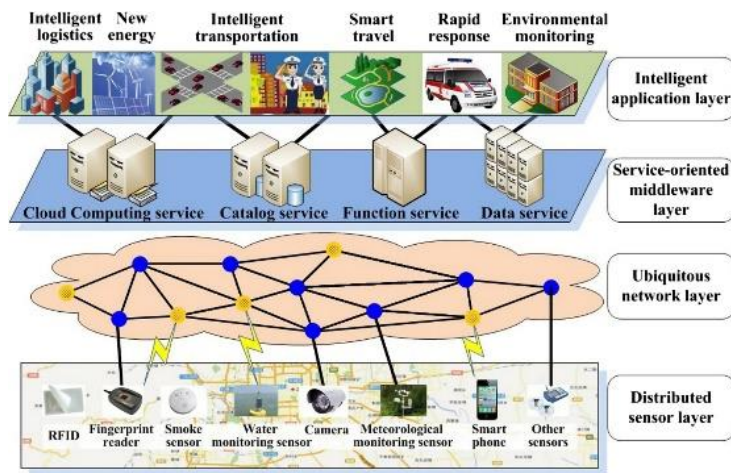 Intelligent logistics
New energy
Intelligent transportation
Smart travel
Rapid response
Environmental monitoring
Intelligent application layer
Cloud Computing service
Catalog service
Function service
Data service
Service-oriented middleware layer
Ubiquitous network layer
RFID
Fingerprint reader
Smoke sensor
Water monitoring sensor
Camera
Meteorological monitoring sensor
Smart phone
Other sensors
Distributed sensor layer